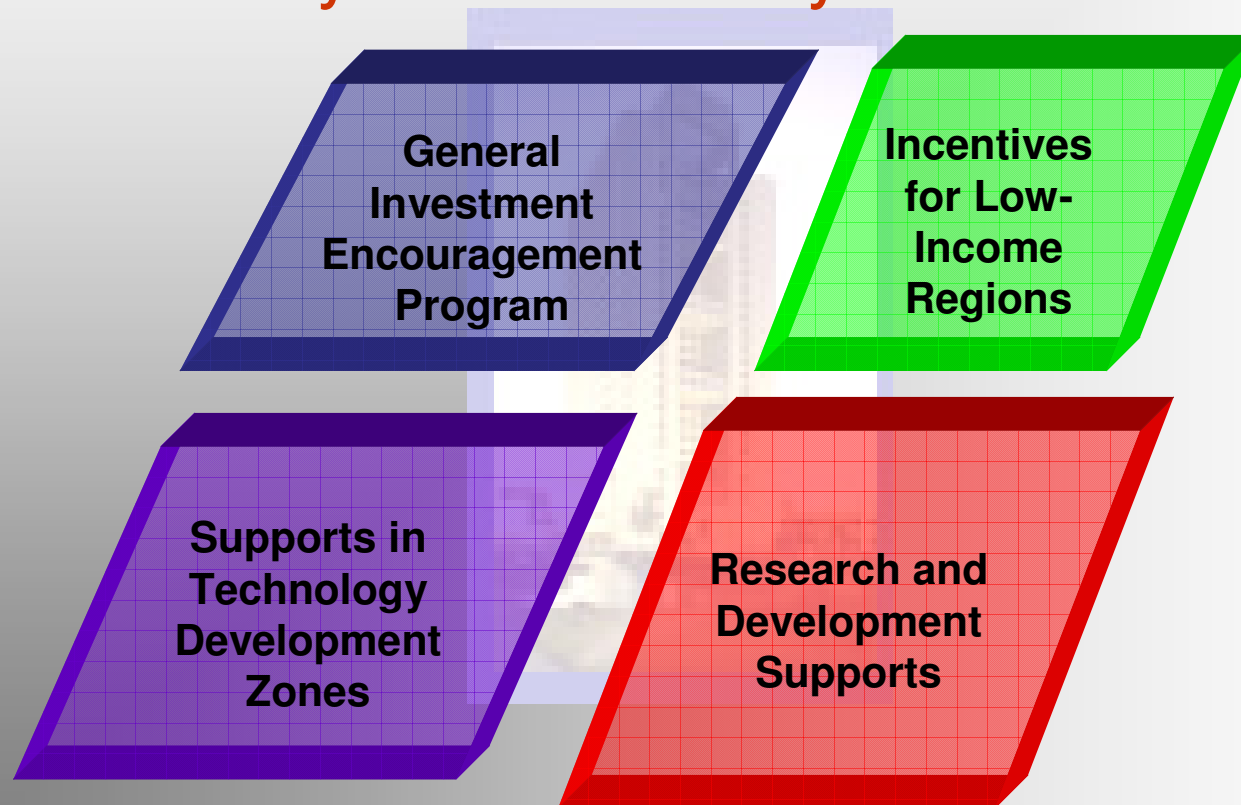 General
Investment
Encouragement
Program
Incentives
for Low-
Income
Regions
Supports in
Technology
Development
Zones
Research and
Development
Supports